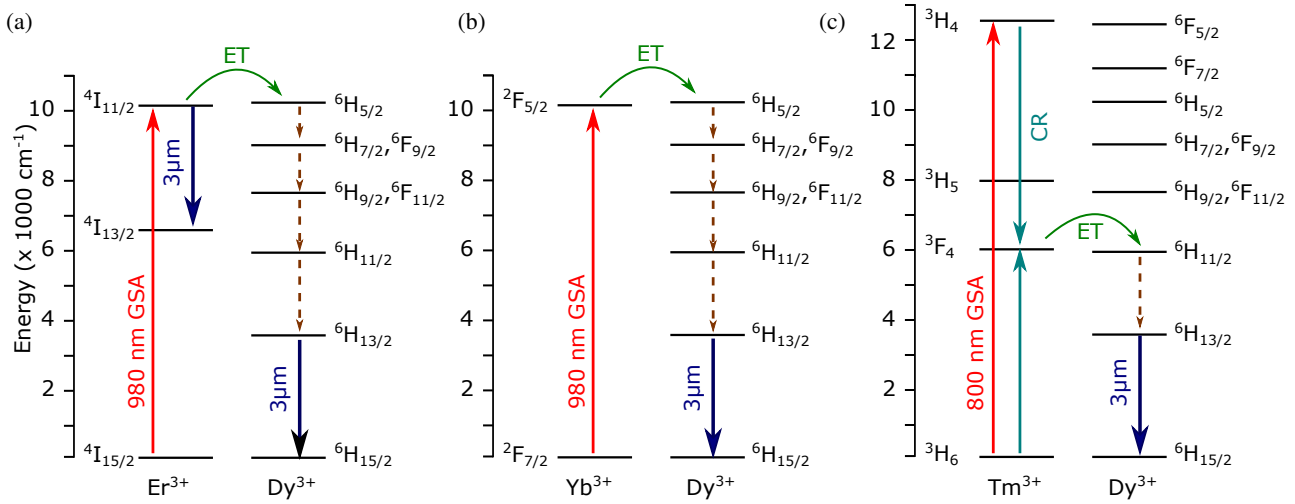 (a)
ET
Energy (x 1000 cm⁻¹)
10
8
6
4
2
⁴I₁₁/₂
⁴I₁₃/₂
⁴I₁₅/₂
980 nm GSA
3μm
⁶H₅/₂
⁶H₇/₂,⁶F₉/₂
⁶H₉/₂,⁶F₁₁/₂
⁶H₁₁/₂
⁶H₁₃/₂
3μm
⁶H₁₅/₂
Er³⁺
Dy³⁺
(b)
ET
10
8
6
4
2
²F₅/₂
²F₇/₂
980 nm GSA
⁶H₅/₂
⁶H₇/₂,⁶F₉/₂
⁶H₉/₂,⁶F₁₁/₂
⁶H₁₁/₂
⁶H₁₃/₂
3μm
⁶H₁₅/₂
Yb³⁺
Dy³⁺
(c)
12
10
8
6
4
2
³H₄
³H₅
³F₄
³H₆
800 nm GSA
CR
ET
⁶F₅/₂
⁶F₇/₂
⁶H₅/₂
⁶H₇/₂,⁶F₉/₂
⁶H₉/₂,⁶F₁₁/₂
⁶H₁₁/₂
⁶H₁₃/₂
3μm
⁶H₁₅/₂
Tm³⁺
Dy³⁺